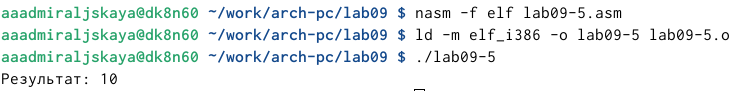 aaadmiraljskaya@dk8n60 ~/work/arch-pc/lab09 $ nasm -f elf lab09-5.asm
aaadmiraljskaya@dk8n60 ~/work/arch-pc/lab09 $ ld -m elf_i386 -o lab09-5 lab09-5.o
aaadmiraljskaya@dk8n60 ~/work/arch-pc/lab09 $ ./lab09-5
Результат: 10